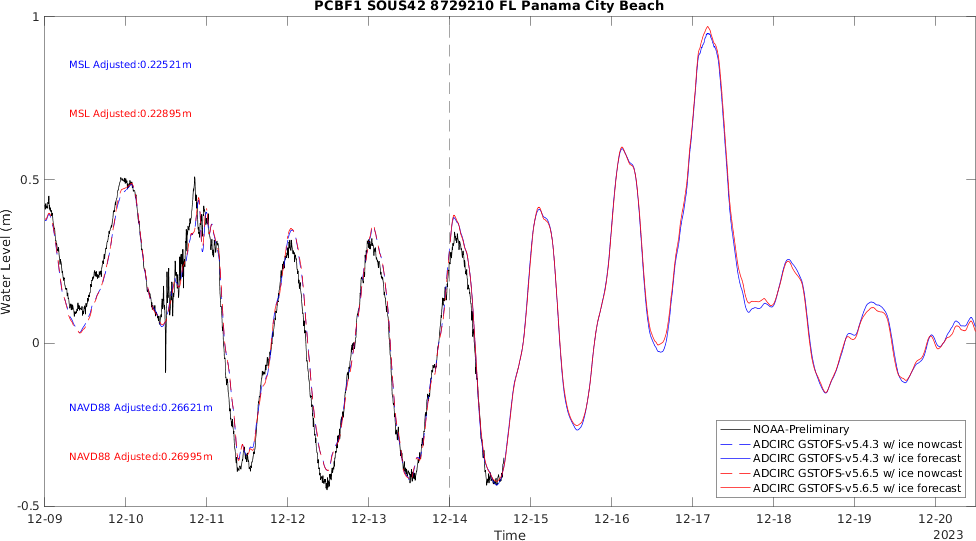 PCBF1 SOUS42 8729210 FL Panama City Beach
1
MSL Adjusted:0.22521m
MSL Adjusted:0.22895m
0.5
Water Level (m)
0
NAVD88 Adjusted:0.26621m
NAVD88 Adjusted:0.26995m
NOAA-Preliminary
ADCIRC GSTOFS-v5.4.3 w/ ice nowcast
ADCIRC GSTOFS-v5.4.3 w/ ice forecast
ADCIRC GSTOFS-v5.6.5 w/ ice nowcast
ADCIRC GSTOFS-v5.6.5 w/ ice forecast
-0.5
12-09 12-10 12-11 12-12 12-13 12-14 12-15 12-16 12-17 12-18 12-19 12-20
Time
2023